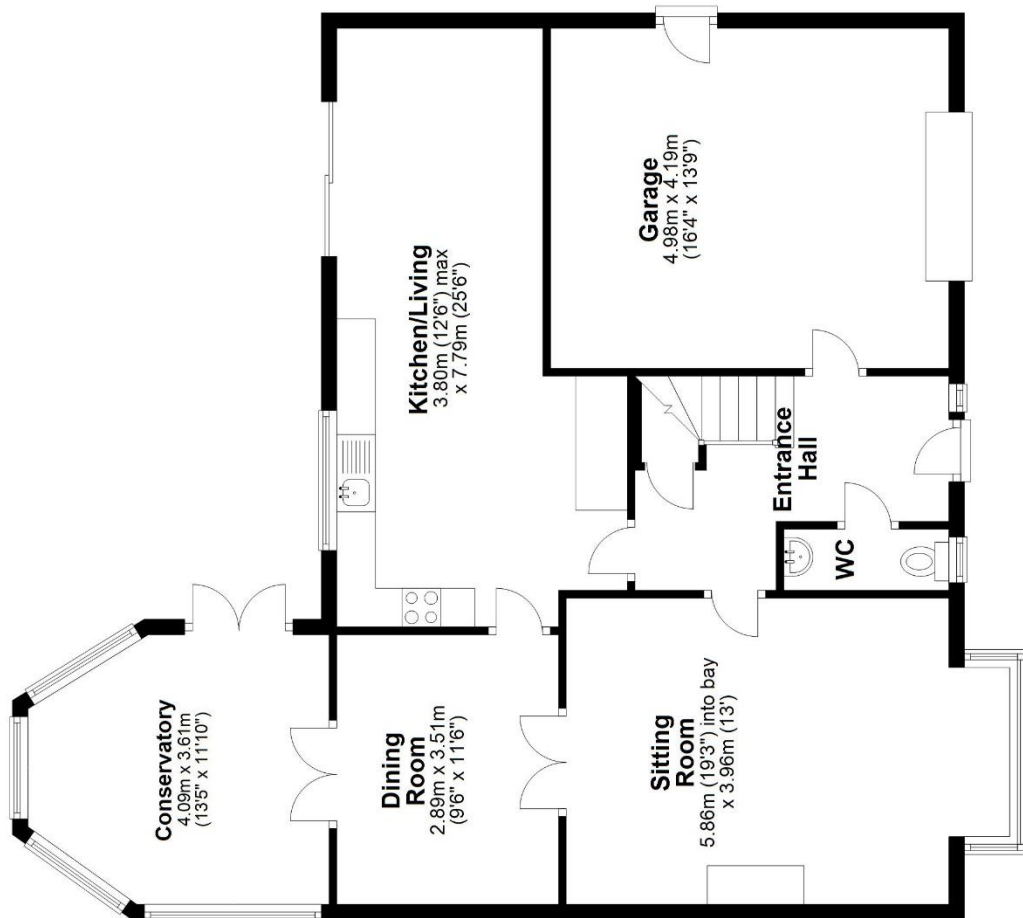 Kitchen/Living
3.80m (12'6") max
x 7.79m (25'6")
Garage
4.98m x 4.19m
(16'4" x 13'9")
Entrance
Hall
WC
Conservatory
4.09m x 3.61m
(13'5" x 11'10")
Dining
Room
2.89m x 3.51m
(9'6" x 11'6")
Sitting
Room
5.86m (19'3") into bay
x 3.96m (13')